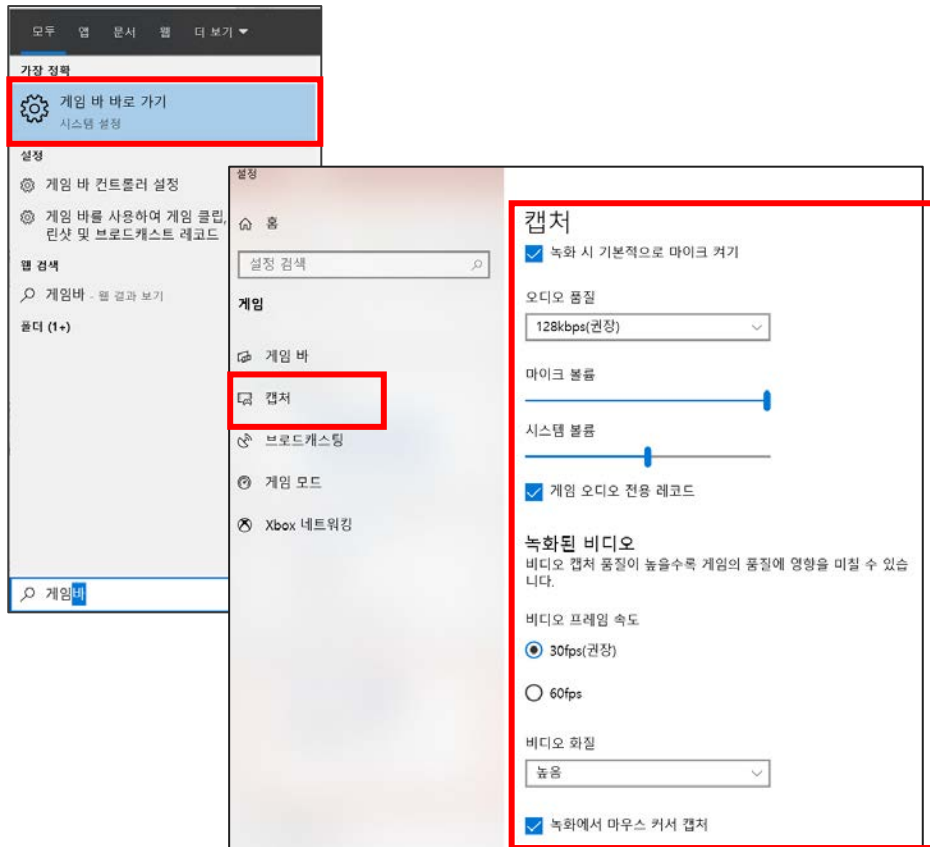 모두 앱 문서 웹 더 보기
가장 정확
게임 바 바로 가기
시스템 설정
설정
게임 바 컨트롤러 설정
게임 바를 사용하여 게임 클립,
린샷 및 브로드캐스트 레코드
웹 검색
게임바 - 웹 결과 보기
폴더 (1+)
게임바
설정
홈
설정 검색
게임
게임 바
캡처
브로드캐스팅
게임 모드
Xbox 네트워킹
캡처
녹화 시 기본적으로 마이크 켜기
오디오 품질
128kbps(권장)
마이크 볼륨
시스템 볼륨
게임 오디오 전용 레코드
녹화된 비디오
비디오 캡처 품질이 높을수록 게임의 품질에 영향을 미칠 수 있습
니다.
비디오 프레임 속도
30fps(권장)
60fps
비디오 화질
높음
녹화에서 마우스 커서 캡처